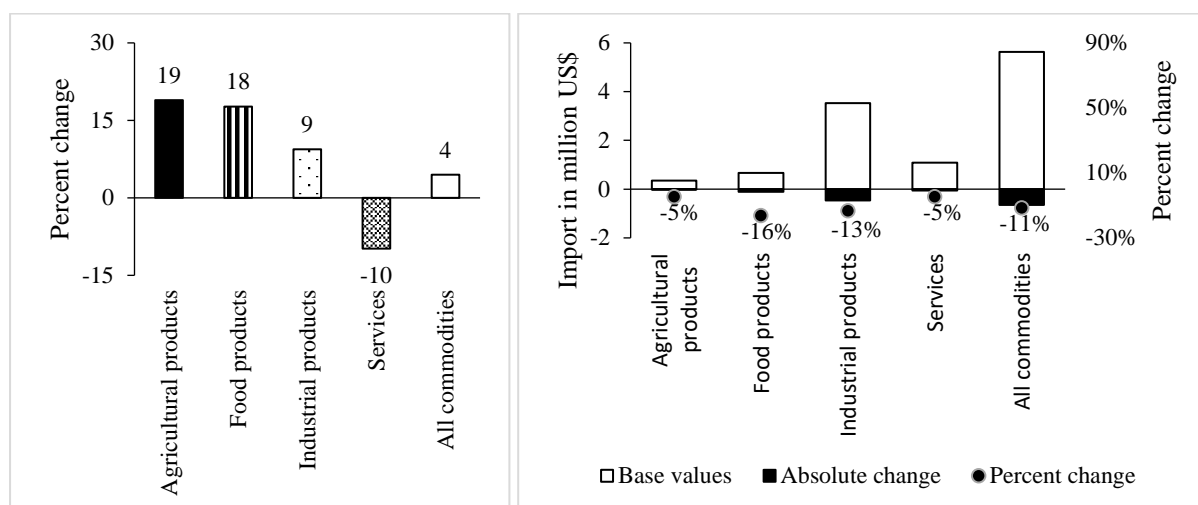 Percent change
30
15
0
-15
19
18
9
-10
4
Agricultural products
Food products
Industrial products
Services
All commodities
Import in million US$
6
4
2
0
-2
90%
50%
10%
-30%
Percent change
-5%
-16%
-13%
-5%
-11%
Agricultural
products
Food products
Industrial products
Services
All commodities
Base values
Absolute change
Percent change